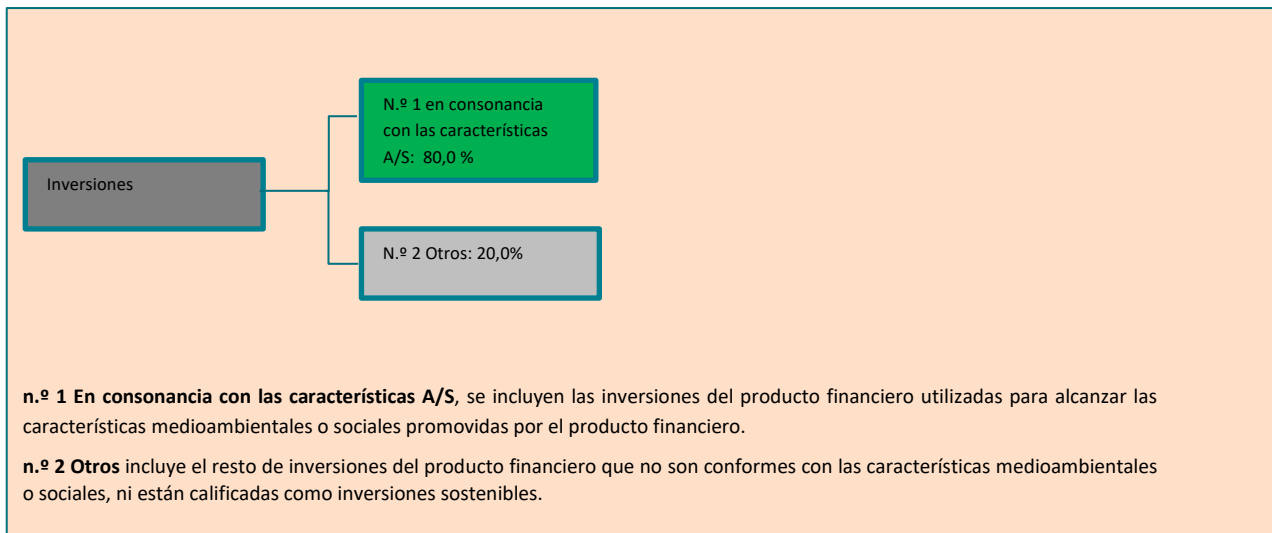 N.º 1 en consonancia
con las características
A/S: 80,0 %
Inversiones
N.º 2 Otros: 20,0%
n.º 1 En consonancia con las características A/S, se incluyen las inversiones del producto financiero utilizadas para alcanzar las
características medioambientales o sociales promovidas por el producto financiero.
n.º 2 Otros incluye el resto de inversiones del producto financiero que no son conformes con las características medioambientales
o sociales, ni están calificadas como inversiones sostenibles.